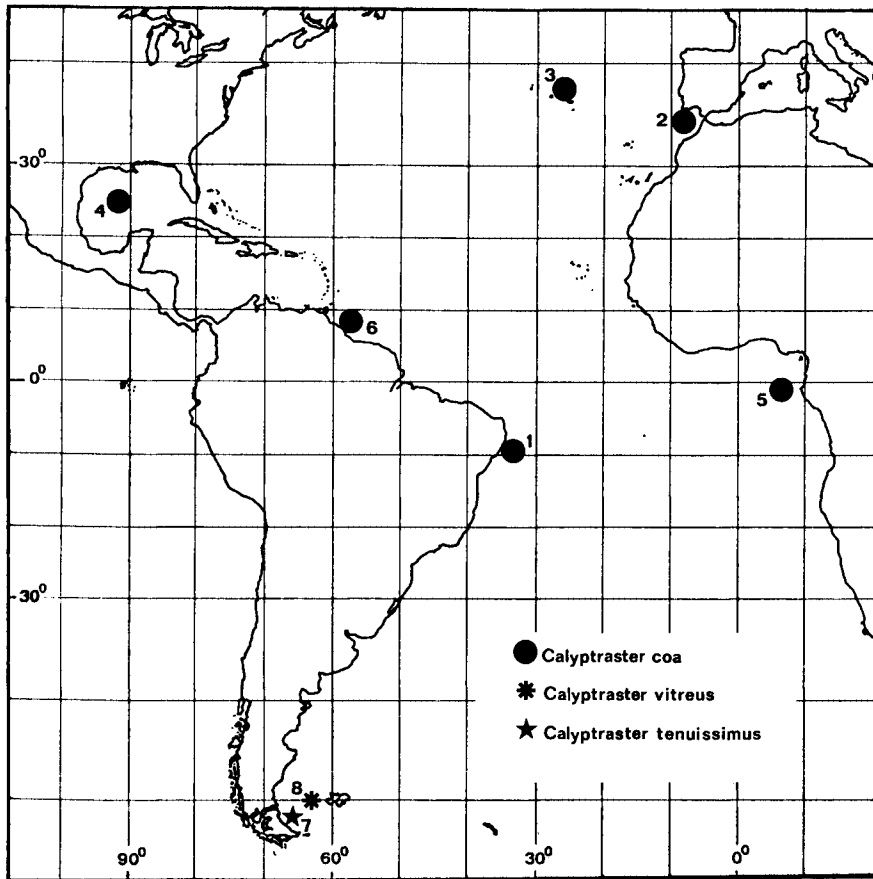 3
2
30⁰
4
6
0⁰
5
1
30⁰
Calyptraster coa
Calyptraster vitreus
Calyptraster tenuissimus
8
7
90⁰ 60⁰ 30⁰ 0⁰